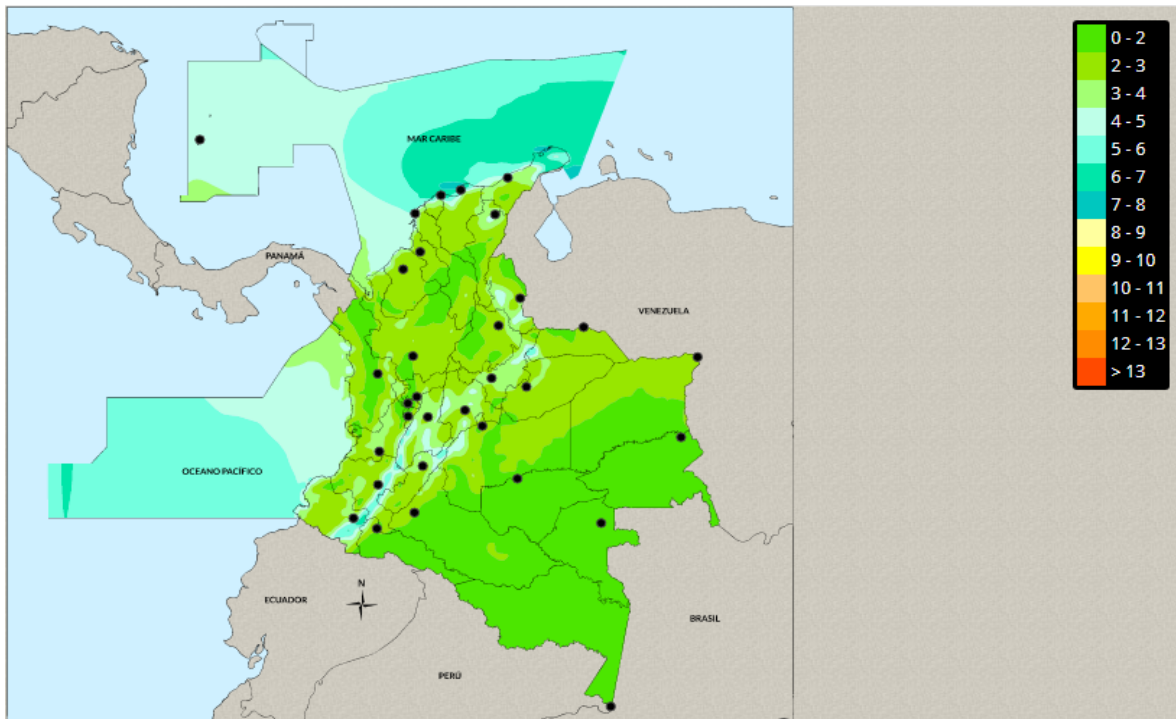 0 - 2
2 - 3
3 - 4
4 - 5
5 - 6
6 - 7
7 - 8
8 - 9
9 - 10
10 - 11
11 - 12
12 - 13
> 13
MAR CARIBE
PANAMÁ
VENEZUELA
OCEANO PACÍFICO
N
ECUADOR
BRASIL
PERÚ